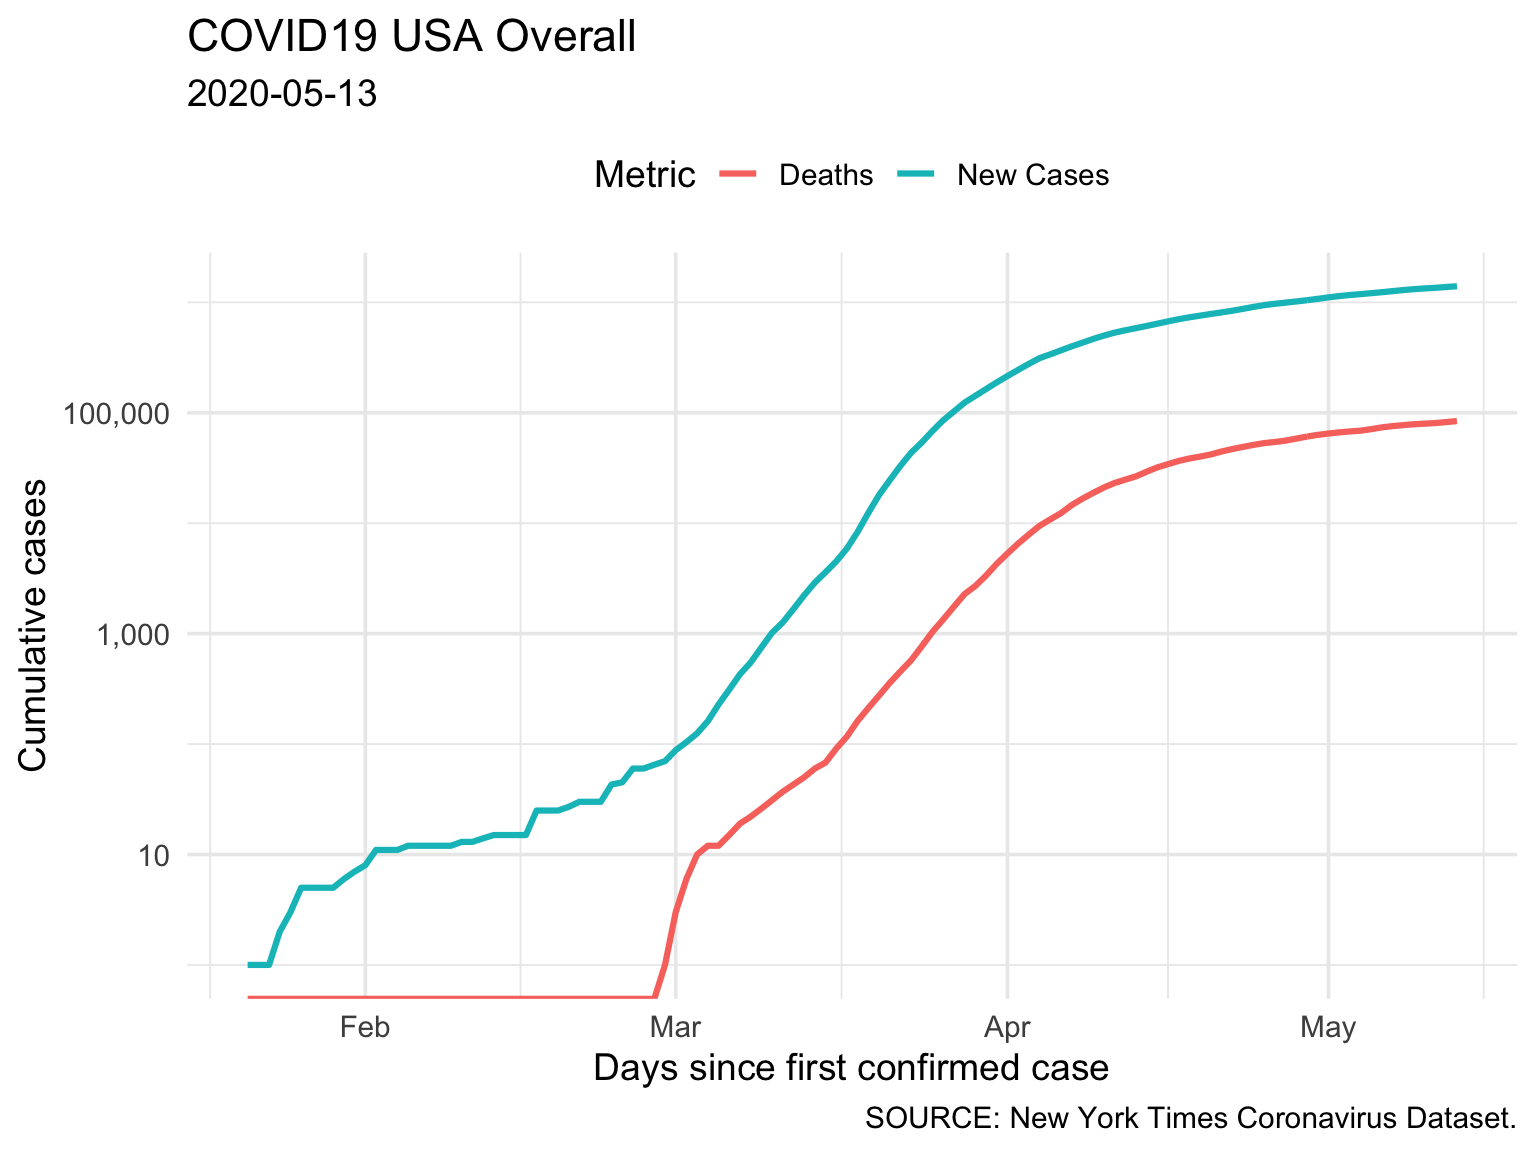 COVID19 USA Overall
2020-05-13
Metric Deaths New Cases
100,000
1,000
10
Cumulative cases
Feb Mar Apr May
Days since first confirmed case
SOURCE: New York Times Coronavirus Dataset.